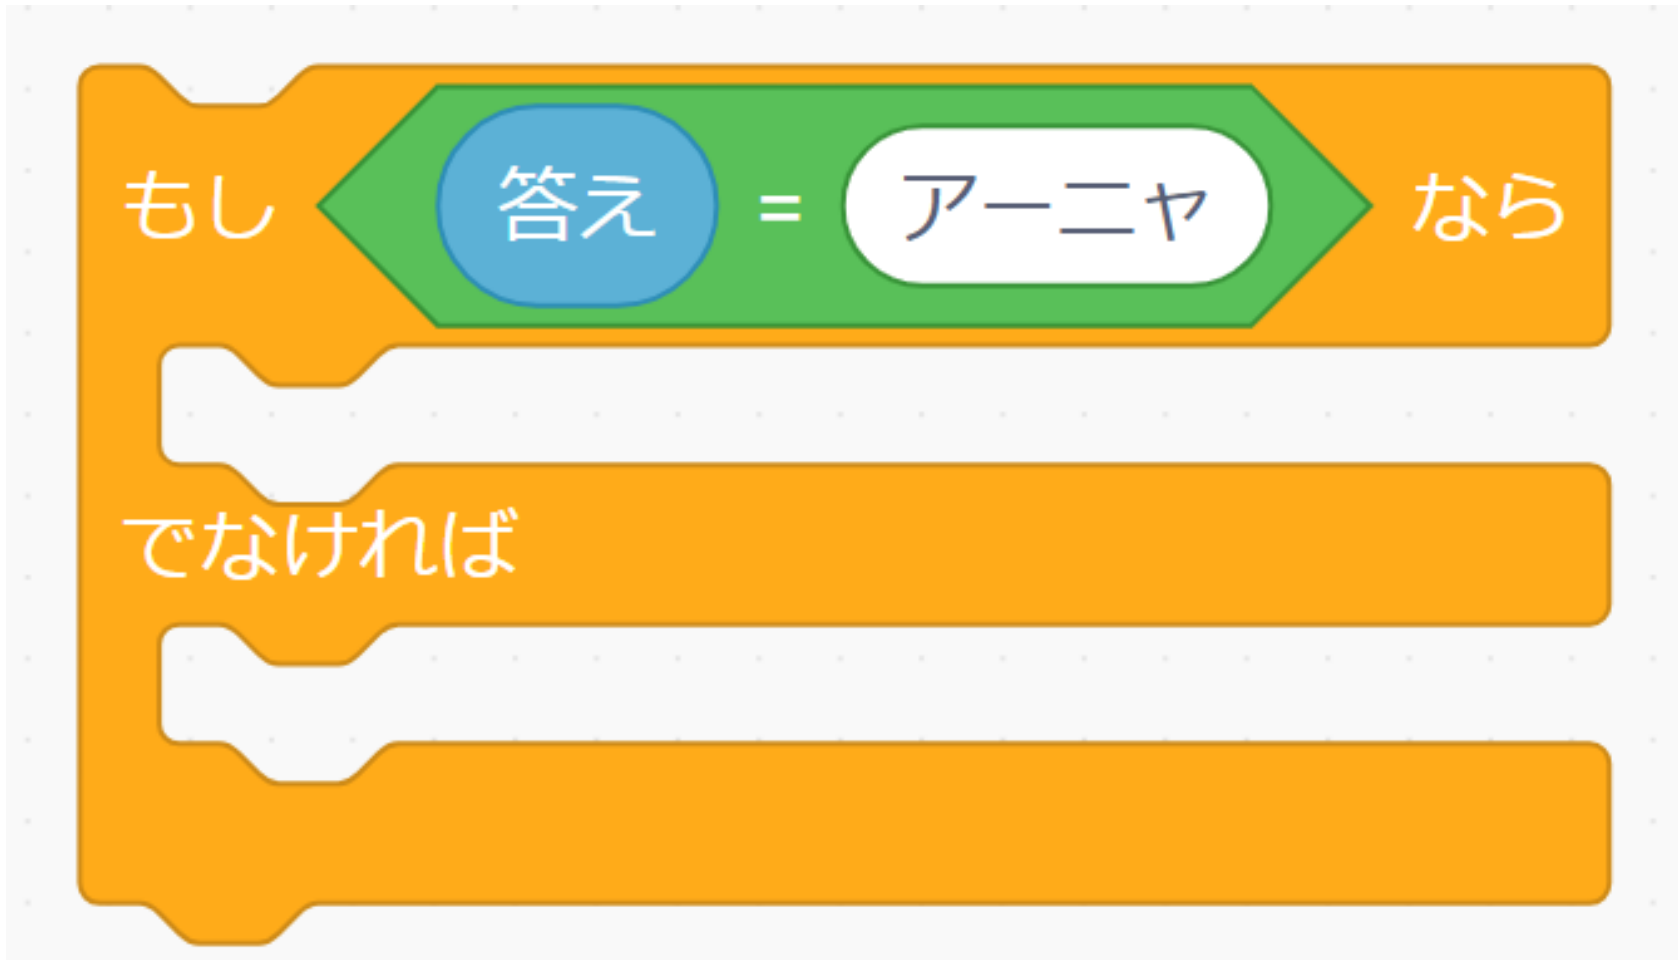 もし 答え = アーニャ なら
でなければ